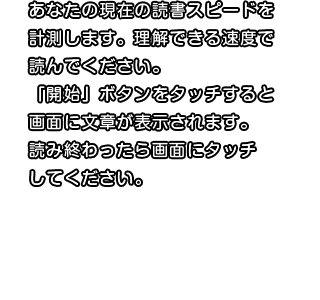 あなたの現在の読書スピードを
計測します。理解できる速度で
読んでください。
「開始」ボタンをタッチすると
画面に文章が表示されます。
読み終わったら画面にタッチ
してください。